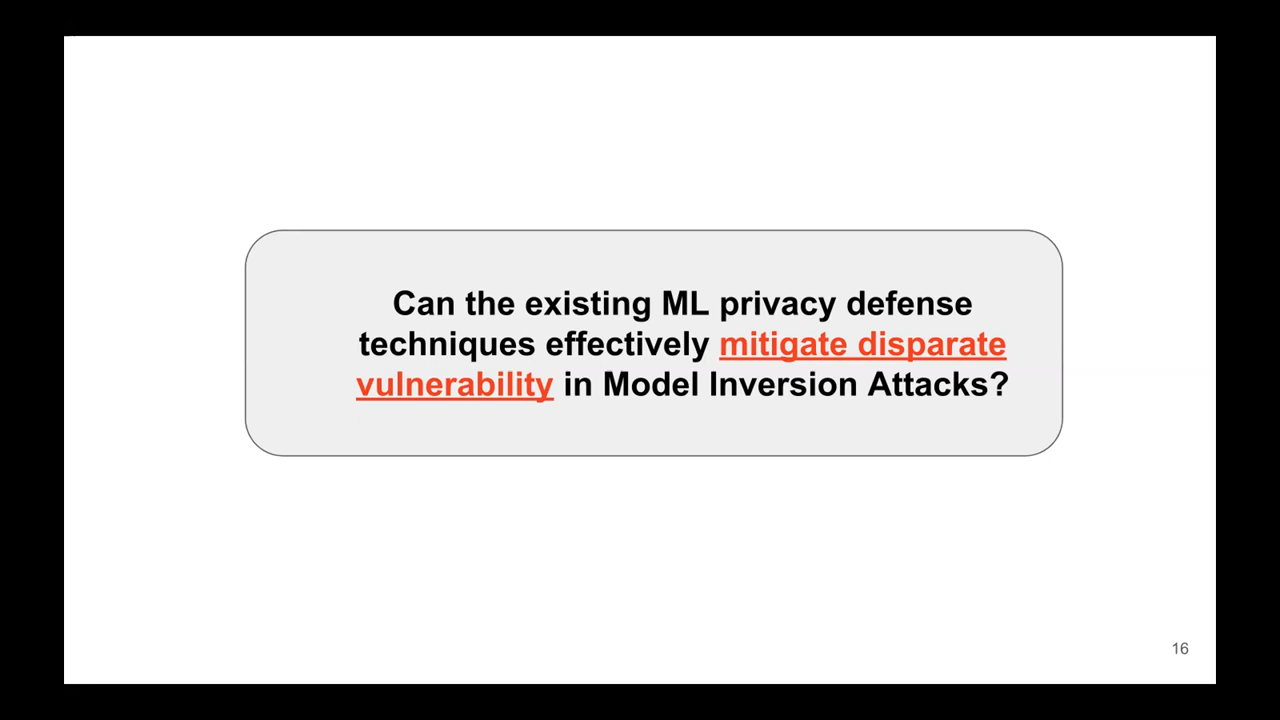 Can the existing ML privacy defense
techniques effectively mitigate disparate
vulnerability in Model Inversion Attacks?
16